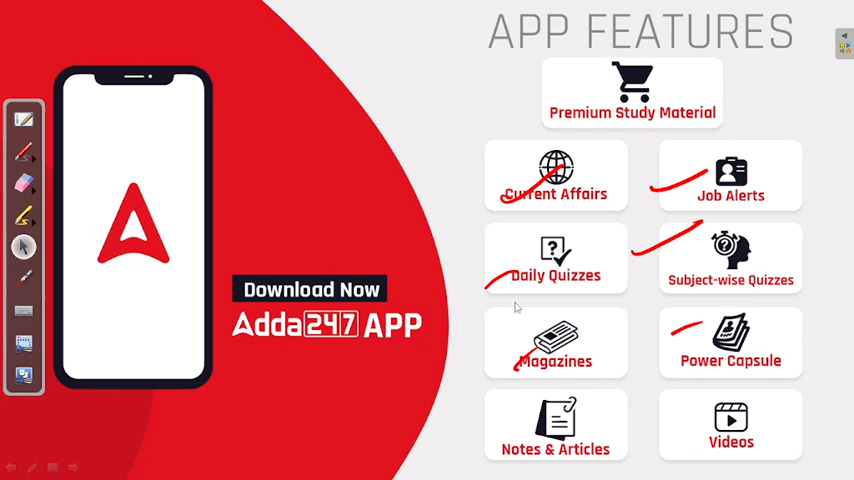 APP FEATURES
Premium Study Material
Current Affairs
Job Alerts
Daily Quizzes
Subject-wise Quizzes
Magazines
Power Capsule
Notes & Articles
Videos
Download Now
Adda247 APP